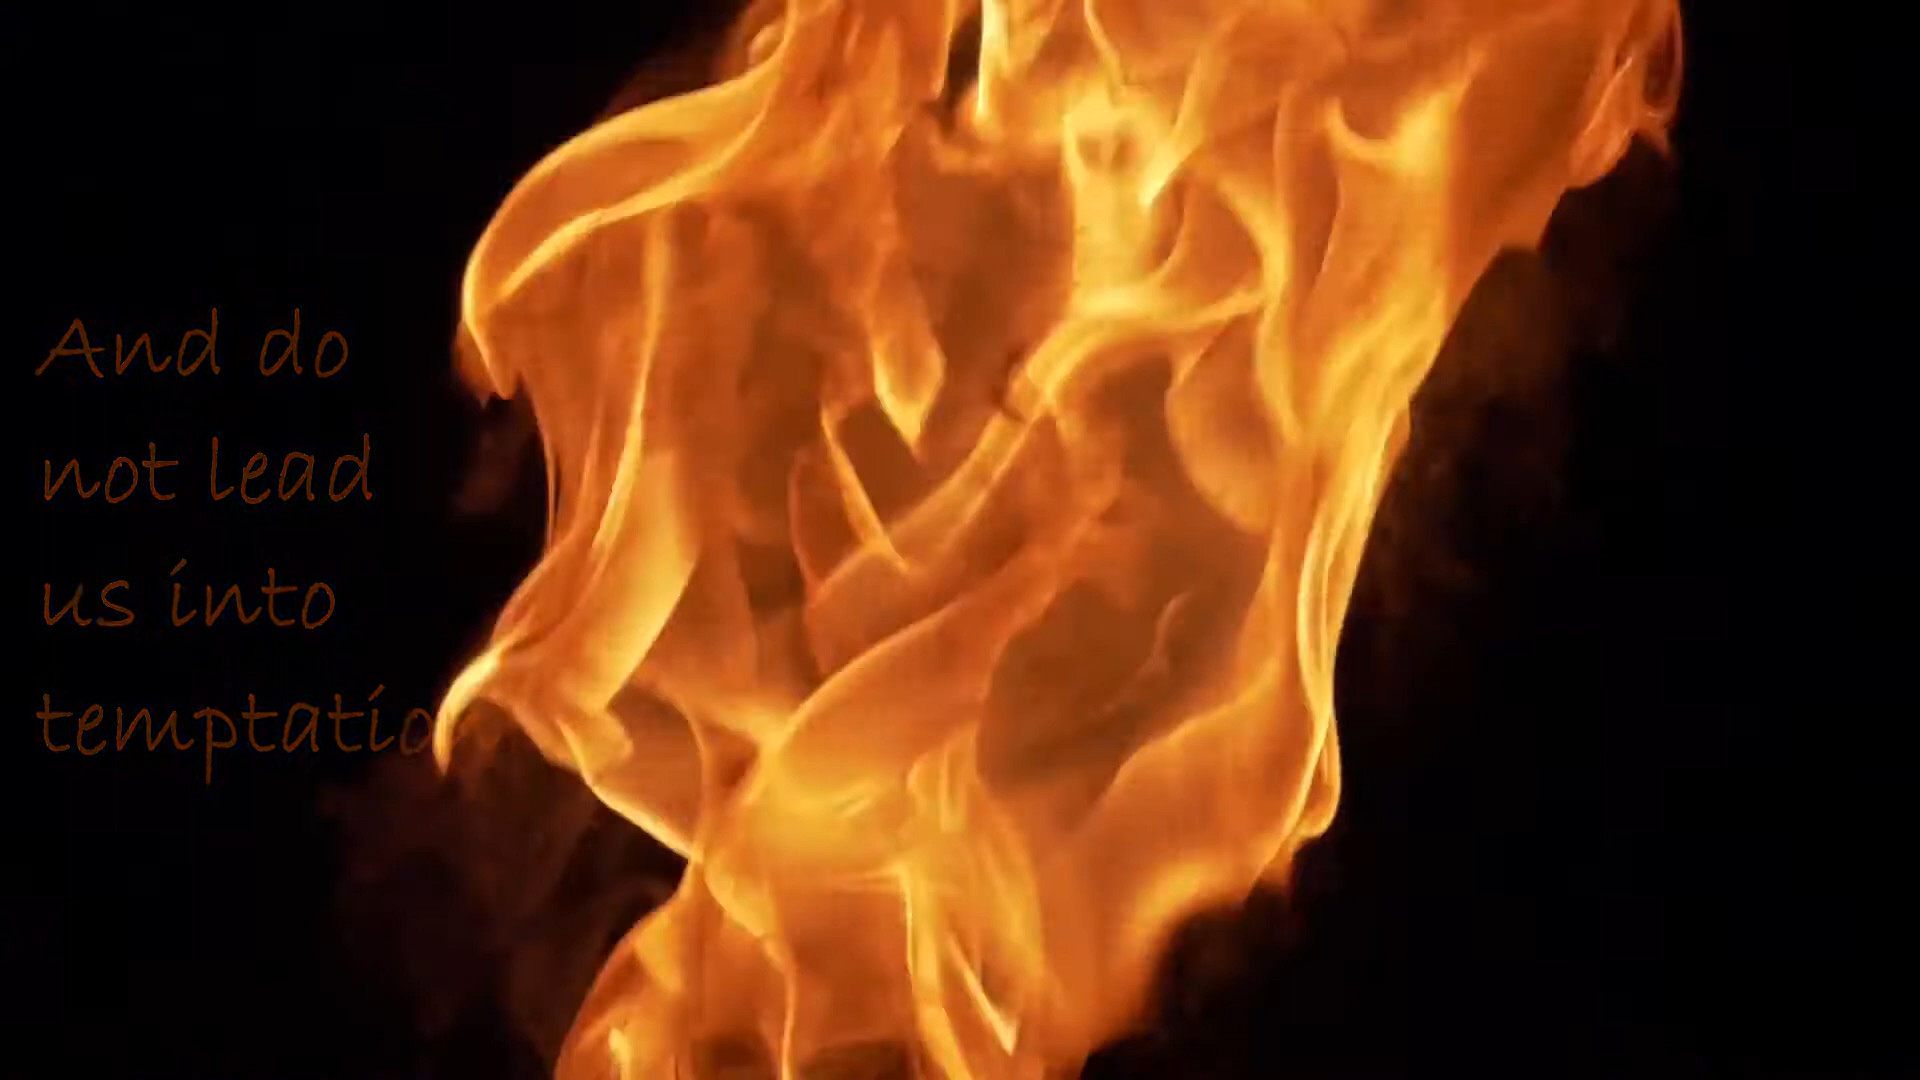 And do
not lead
us into
temptatio